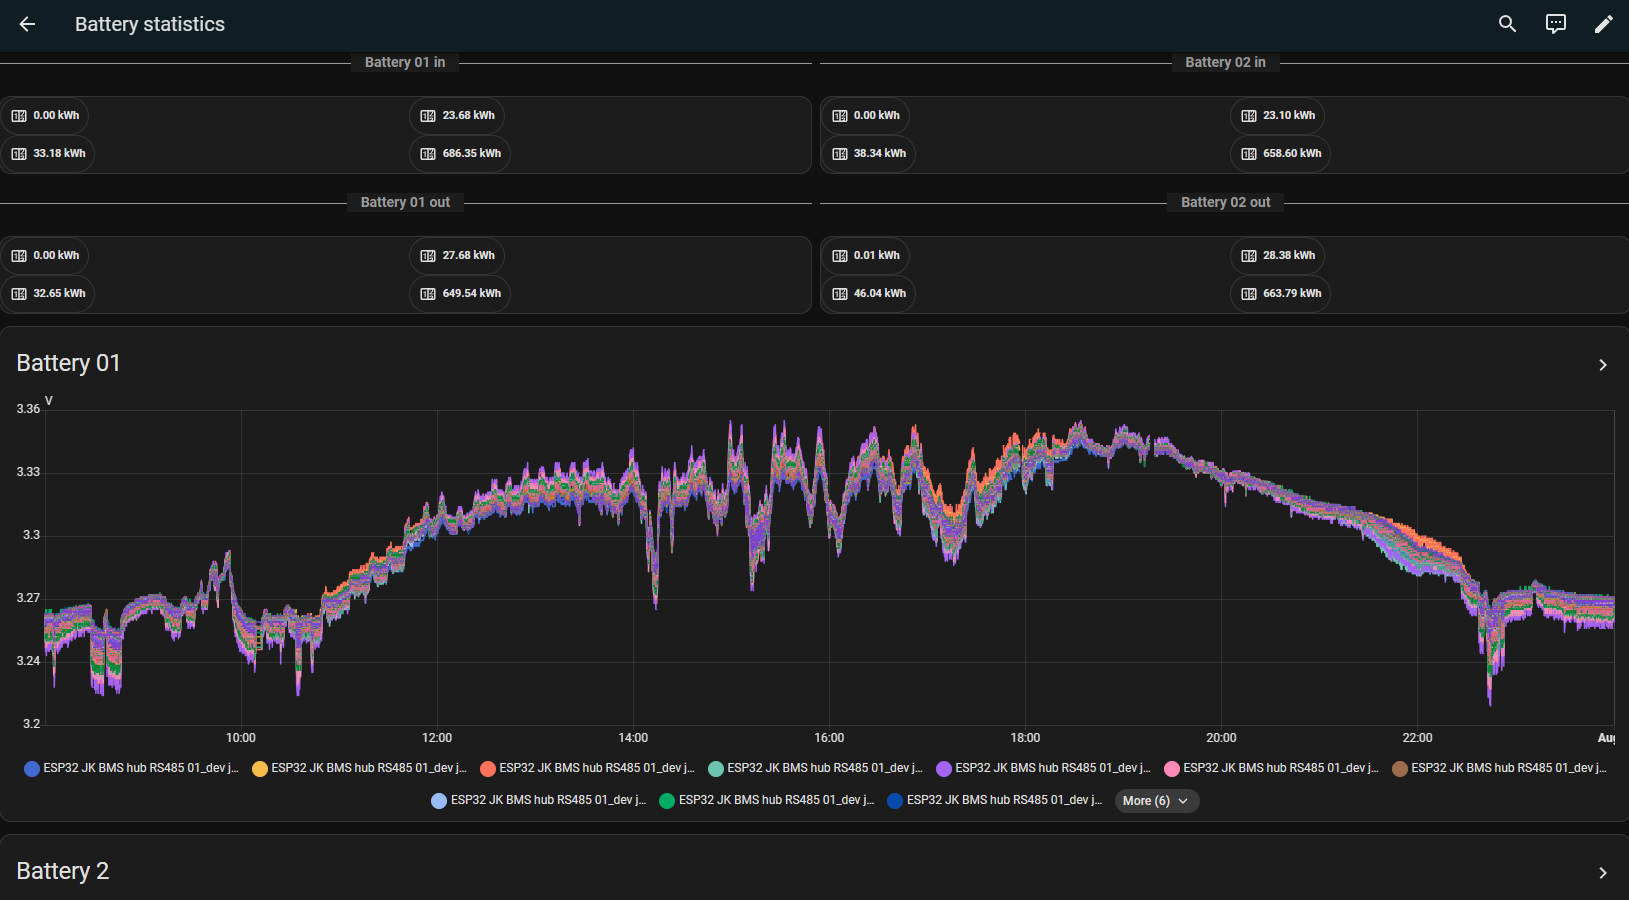 Battery statistics
Battery 01 in
Battery 02 in
0.00 kWh
23.68 kWh
0.00 kWh
23.10 kWh
33.18 kWh
686.35 kWh
38.34 kWh
658.60 kWh
Battery 01 out
Battery 02 out
0.00 kWh
27.68 kWh
0.01 kWh
28.38 kWh
32.65 kWh
649.54 kWh
46.04 kWh
663.79 kWh
Battery 01
V
3.36
3.33
3.3
3.27
3.24
3.2
10:00
12:00
14:00
16:00
18:00
20:00
22:00
Aug
ESP32 JK BMS hub RS485 01_dev j...
ESP32 JK BMS hub RS485 01_dev j...
ESP32 JK BMS hub RS485 01_dev j...
ESP32 JK BMS hub RS485 01_dev j...
ESP32 JK BMS hub RS485 01_dev j...
ESP32 JK BMS hub RS485 01_dev j...
ESP32 JK BMS hub RS485 01_dev j...
ESP32 JK BMS hub RS485 01_dev j...
ESP32 JK BMS hub RS485 01_dev j...
ESP32 JK BMS hub RS485 01_dev j...
More (6)
Battery 2